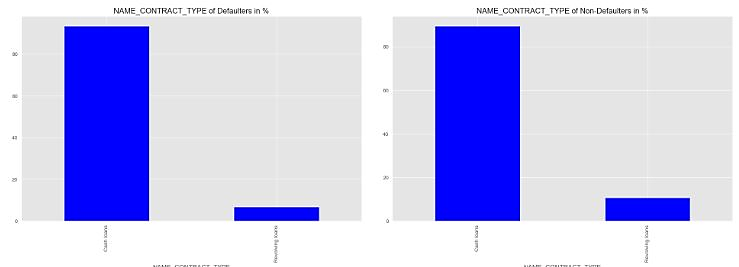 NAME_CONTRACT_TYPE of Defaulters in %
80
60
40
20
0
Cash loans
Revolving loans
NAME_CONTRACT_TYPE
NAME_CONTRACT_TYPE of Non-Defaulters in %
80
60
40
20
0
Cash loans
Revolving loans
NAME_CONTRACT_TYPE